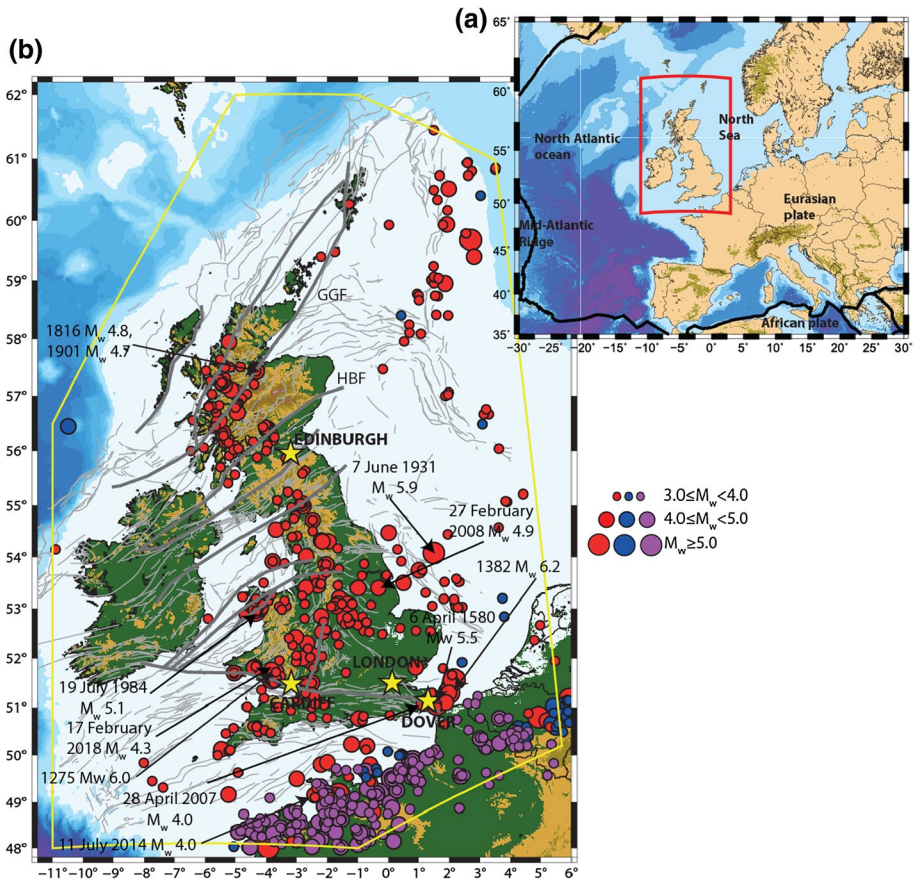 (a)
(b)
65°
60°
55°
50°
45°
40°
35°
North Atlantic
ocean
North
Sea
Eurasian
plate
Mid-Atlantic
Ridge
African plate
−30° −25° −20° −15° −10° −5° 0° 5° 10° 15° 20° 25° 30°
62°
61°
60°
59°
58°
57°
56°
55°
54°
53°
52°
51°
50°
49°
48°
GGF
1816 Mw 4.8,
1901 Mw 4.7
HBF
EDINBURGH
7 June 1931
Mw 5.9
27 February
2008 Mw 4.9
1382 Mw 6.2
6 April 1580
Mw 5.5
LONDON
19 July 1984
Mw 5.1
CARDIFF
DOVER
17 February
2018 Mw 4.3
1275 Mw 6.0
28 April 2007
Mw 4.0
11 July 2014 Mw 4.0
−11° −10° −9° −8° −7° −6° −5° −4° −3° −2° −1° 0° 1° 2° 3° 4° 5° 6°
3.0≤Mw<4.0
4.0≤Mw<5.0
Mw≥5.0